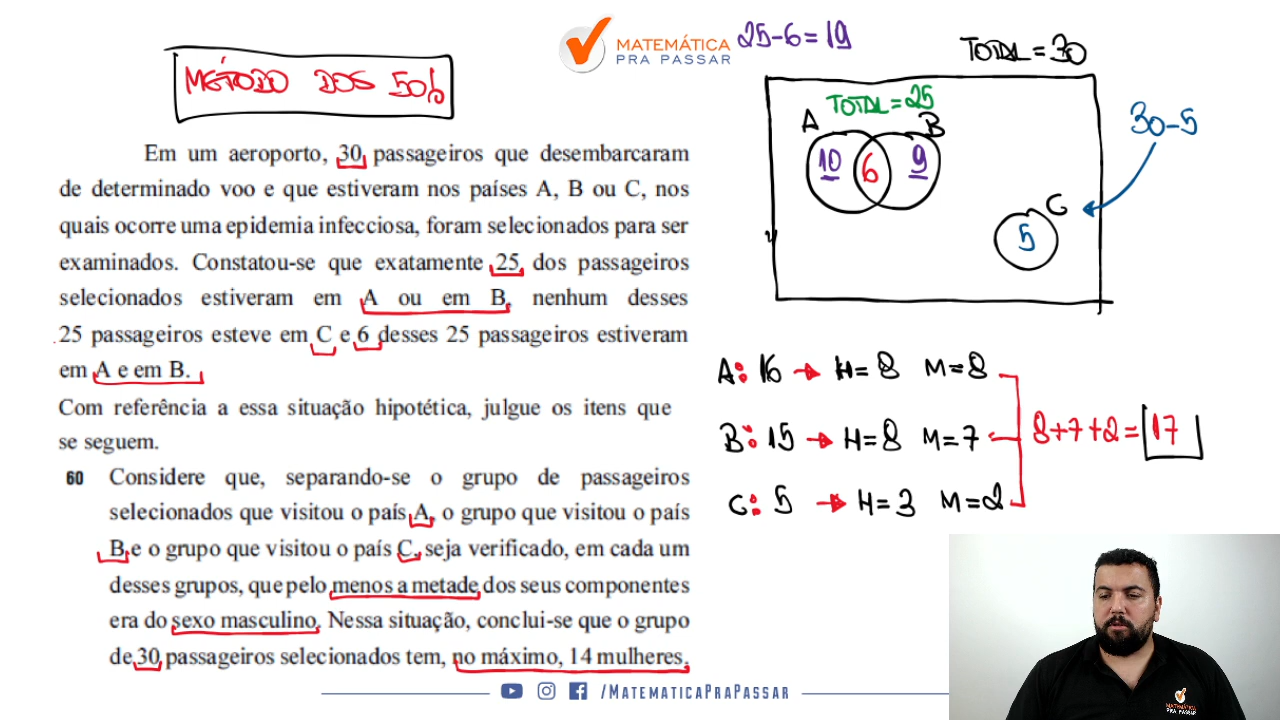 MATEMÁTICA
PRA PASSAR
25-6=19
TOTAL=30
MÉTODO DOS 50%
TOTAL=25
A
B
10
6
9
30-5
C
5
Em um aeroporto, 30 passageiros que desembarcaram
de determinado voo e que estiveram nos países A, B ou C, nos
quais ocorre uma epidemia infecciosa, foram selecionados para ser
examinados. Constatou-se que exatamente 25 dos passageiros
selecionados estiveram em A ou em B, nenhum desses
25 passageiros esteve em C e 6 desses 25 passageiros estiveram
em A e em B.
Com referência a essa situação hipotética, julgue os itens que
se seguem.
60 Considere que, separando-se o grupo de passageiros
selecionados que visitou o país A, o grupo que visitou o país
B e o grupo que visitou o país C, seja verificado, em cada um
desses grupos, que pelo menos a metade dos seus componentes
era do sexo masculino. Nessa situação, conclui-se que o grupo
de 30 passageiros selecionados tem, no máximo, 14 mulheres.
A: 16 → H=8 M=8
B: 15 → H=8 M=7
8+7+2=17
C: 5 → H=3 M=2
/MATEMATICAPRAPASSAR
MATEMÁTICA
PRA PASSAR